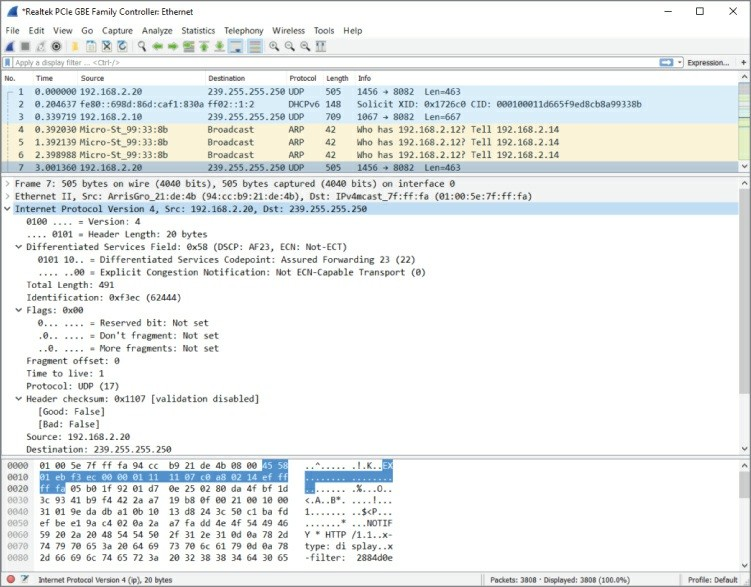 *Realtek PCIe GBE Family Controller: Ethernet
File Edit View Go Capture Analyze Statistics Telephony Wireless Tools Help
Apply a display filter ... <Ctrl-/> Expression... +
No. Time Source Destination Protocol Length Info
1 0.000000 192.168.2.20 239.255.255.250 UDP 505 1456 → 8082 Len=463
2 0.204637 fe80::698d:86d:caf1:830a ff02::1:2 DHCPv6 148 Solicit XID: 0x1726c0 CID: 000100011d665f9ed8cb8a99338b
3 0.339719 192.168.2.10 239.255.255.250 UDP 709 1067 → 8082 Len=667
4 0.392030 Micro-St_99:33:8b Broadcast ARP 42 Who has 192.168.2.12? Tell 192.168.2.14
5 1.392139 Micro-St_99:33:8b Broadcast ARP 42 Who has 192.168.2.12? Tell 192.168.2.14
6 2.398988 Micro-St_99:33:8b Broadcast ARP 42 Who has 192.168.2.12? Tell 192.168.2.14
7 3.001360 192.168.2.20 239.255.255.250 UDP 505 1456 → 8082 Len=463
Frame 7: 505 bytes on wire (4040 bits), 505 bytes captured (4040 bits) on interface 0
Ethernet II, Src: ArrisGro_21:de:4b (94:cc:b9:21:de:4b), Dst: IPv4mcast_7f:ff:fa (01:00:5e:7f:ff:fa)
Internet Protocol Version 4, Src: 192.168.2.20, Dst: 239.255.255.250
0100 .... = Version: 4
.... 0101 = Header Length: 20 bytes
Differentiated Services Field: 0x58 (DSCP: AF23, ECN: Not-ECT)
0101 10.. = Differentiated Services Codepoint: Assured Forwarding 23 (22)
.... ..00 = Explicit Congestion Notification: Not ECN-Capable Transport (0)
Total Length: 491
Identification: 0xf3ec (62444)
Flags: 0x00
0... .... = Reserved bit: Not set
.0.. .... = Don't fragment: Not set
..0. .... = More fragments: Not set
Fragment offset: 0
Time to live: 1
Protocol: UDP (17)
Header checksum: 0x1107 [validation disabled]
[Good: False]
[Bad: False]
Source: 192.168.2.20
Destination: 239.255.255.250
0000 01 00 5e 7f ff fa 94 cc b9 21 de 4b 08 00 45 58 ..^..... .!.K..EX
0010 01 eb f3 ec 00 00 01 11 11 07 c0 a8 02 14 ef ff ........ ........
0020 ff fa 05 b0 1f 92 01 d7 0e 25 02 80 da 4f bf 1d ........ .%...O..
0030 3c 93 41 b9 f4 42 2a a7 19 b8 0f 00 21 00 10 00 <.A..B*. ....!...
0040 31 01 9e da db a1 0b 10 13 d8 24 3c 50 c1 ba fd 1....... ..$<P...
0050 ef be e1 9a c4 02 0a 2a a7 fa dd 4e 4f 54 49 46 .......* ...NOTIF
0060 59 20 2a 20 48 54 54 50 2f 31 2e 31 0d 0a 78 2d Y * HTTP /1.1..x-
0070 74 79 70 65 3a 20 64 69 73 70 6c 61 79 0d 0a 78 type: di splay..x
0080 2d 66 69 6c 74 65 72 3a 20 32 38 38 34 64 30 65 -filter: 2884d0e
Internet Protocol Version 4 (ip), 20 bytes Packets: 3808 · Displayed: 3808 (100.0%) Profile: Default